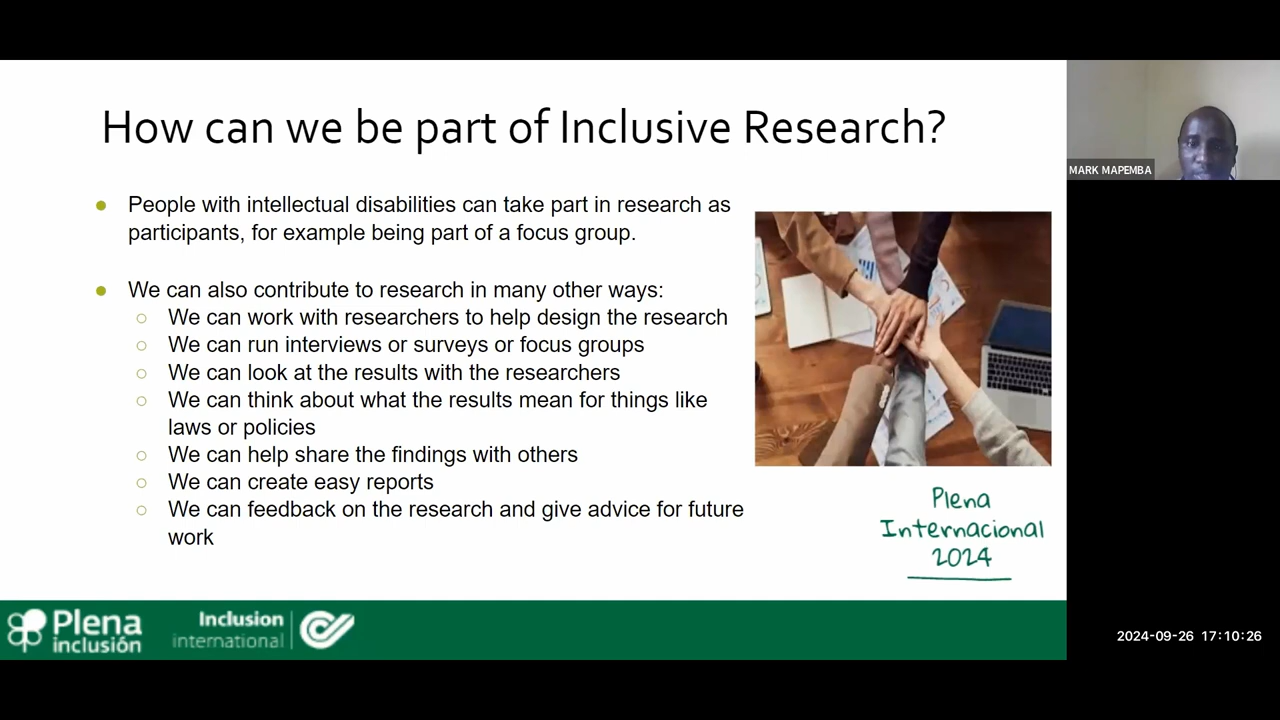 How can we be part of Inclusive Research?
People with intellectual disabilities can take part in research as
participants, for example being part of a focus group.
We can also contribute to research in many other ways:
We can work with researchers to help design the research
We can run interviews or surveys or focus groups
We can look at the results with the researchers
We can think about what the results mean for things like
laws or policies
We can help share the findings with others
We can create easy reports
We can feedback on the research and give advice for future
work
Plena
Internacional
2024
Plena
inclusión
Inclusion
international
MARK MAPEMBA
2024-09-26 17:10:26